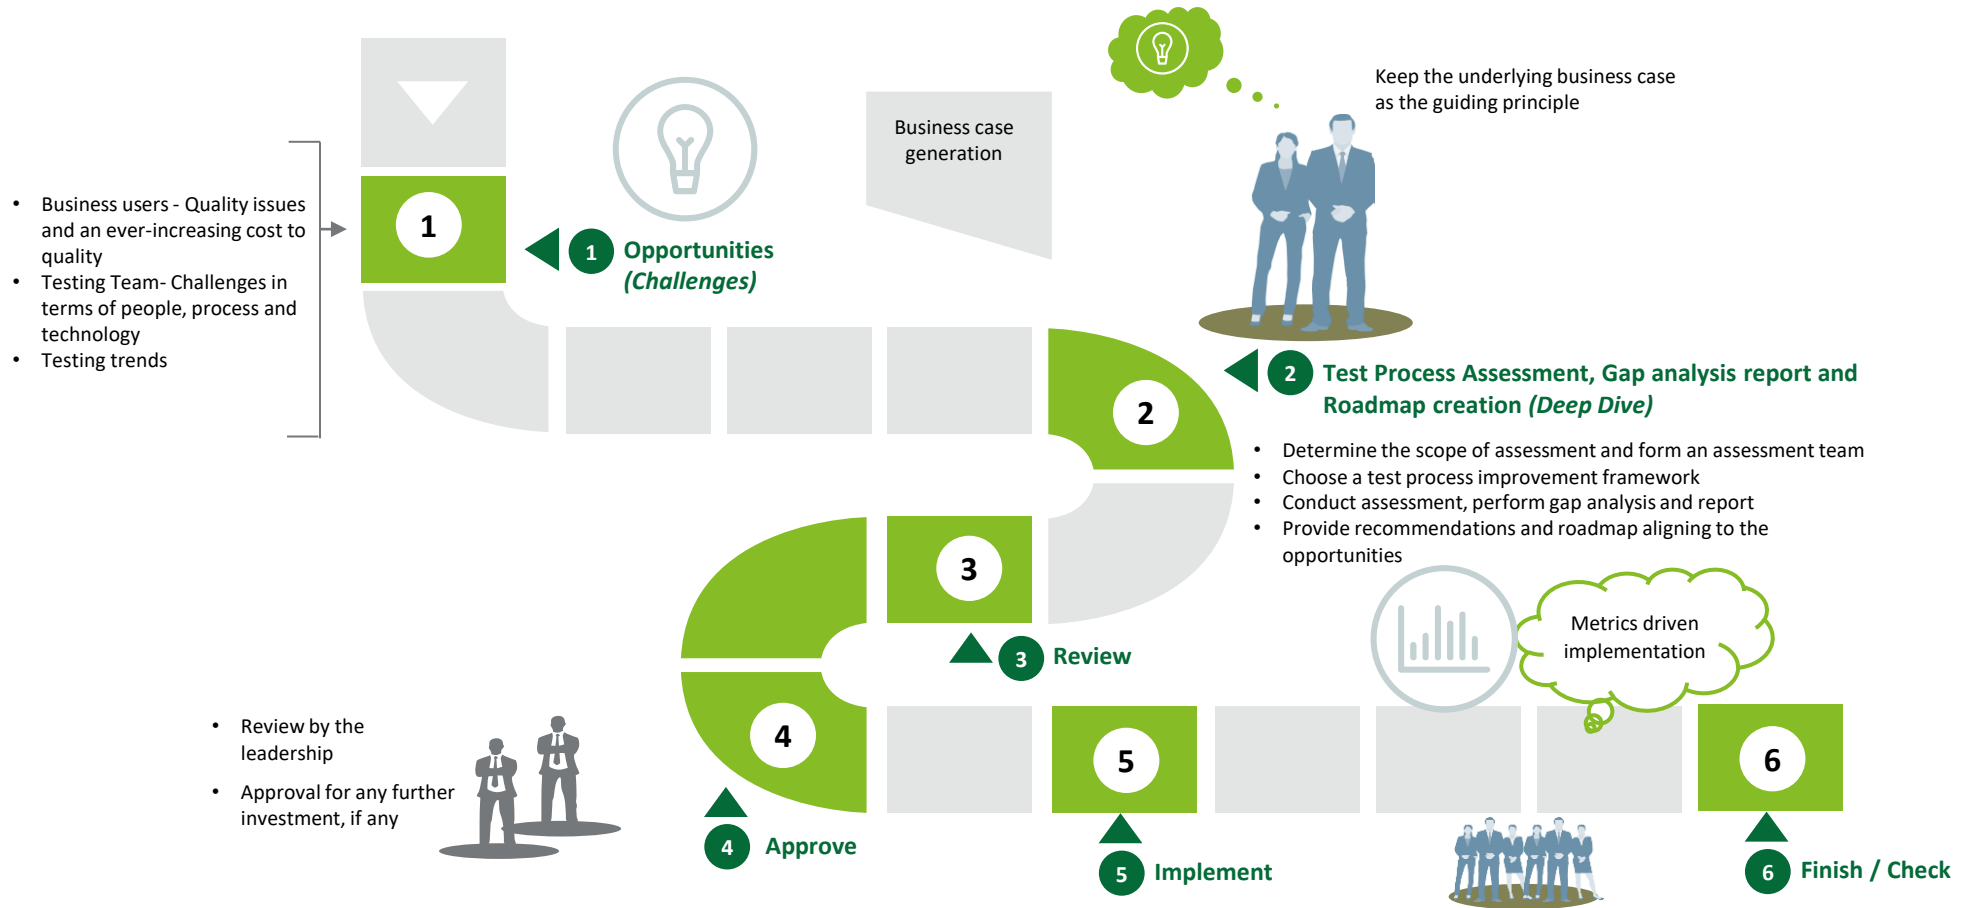 Keep the underlying business case
as the guiding principle
Business case
generation
• Business users - Quality issues
and an ever-increasing cost to
quality
• Testing Team- Challenges in
terms of people, process and
technology
• Testing trends
1
1 Opportunities
(Challenges)
2
2 Test Process Assessment, Gap analysis report and
Roadmap creation (Deep Dive)
• Determine the scope of assessment and form an assessment team
• Choose a test process improvement framework
• Conduct assessment, perform gap analysis and report
• Provide recommendations and roadmap aligning to the
opportunities
3
3 Review
Metrics driven
implementation
• Review by the
leadership
• Approval for any further
investment, if any
4
4 Approve
5
5 Implement
6
6 Finish / Check